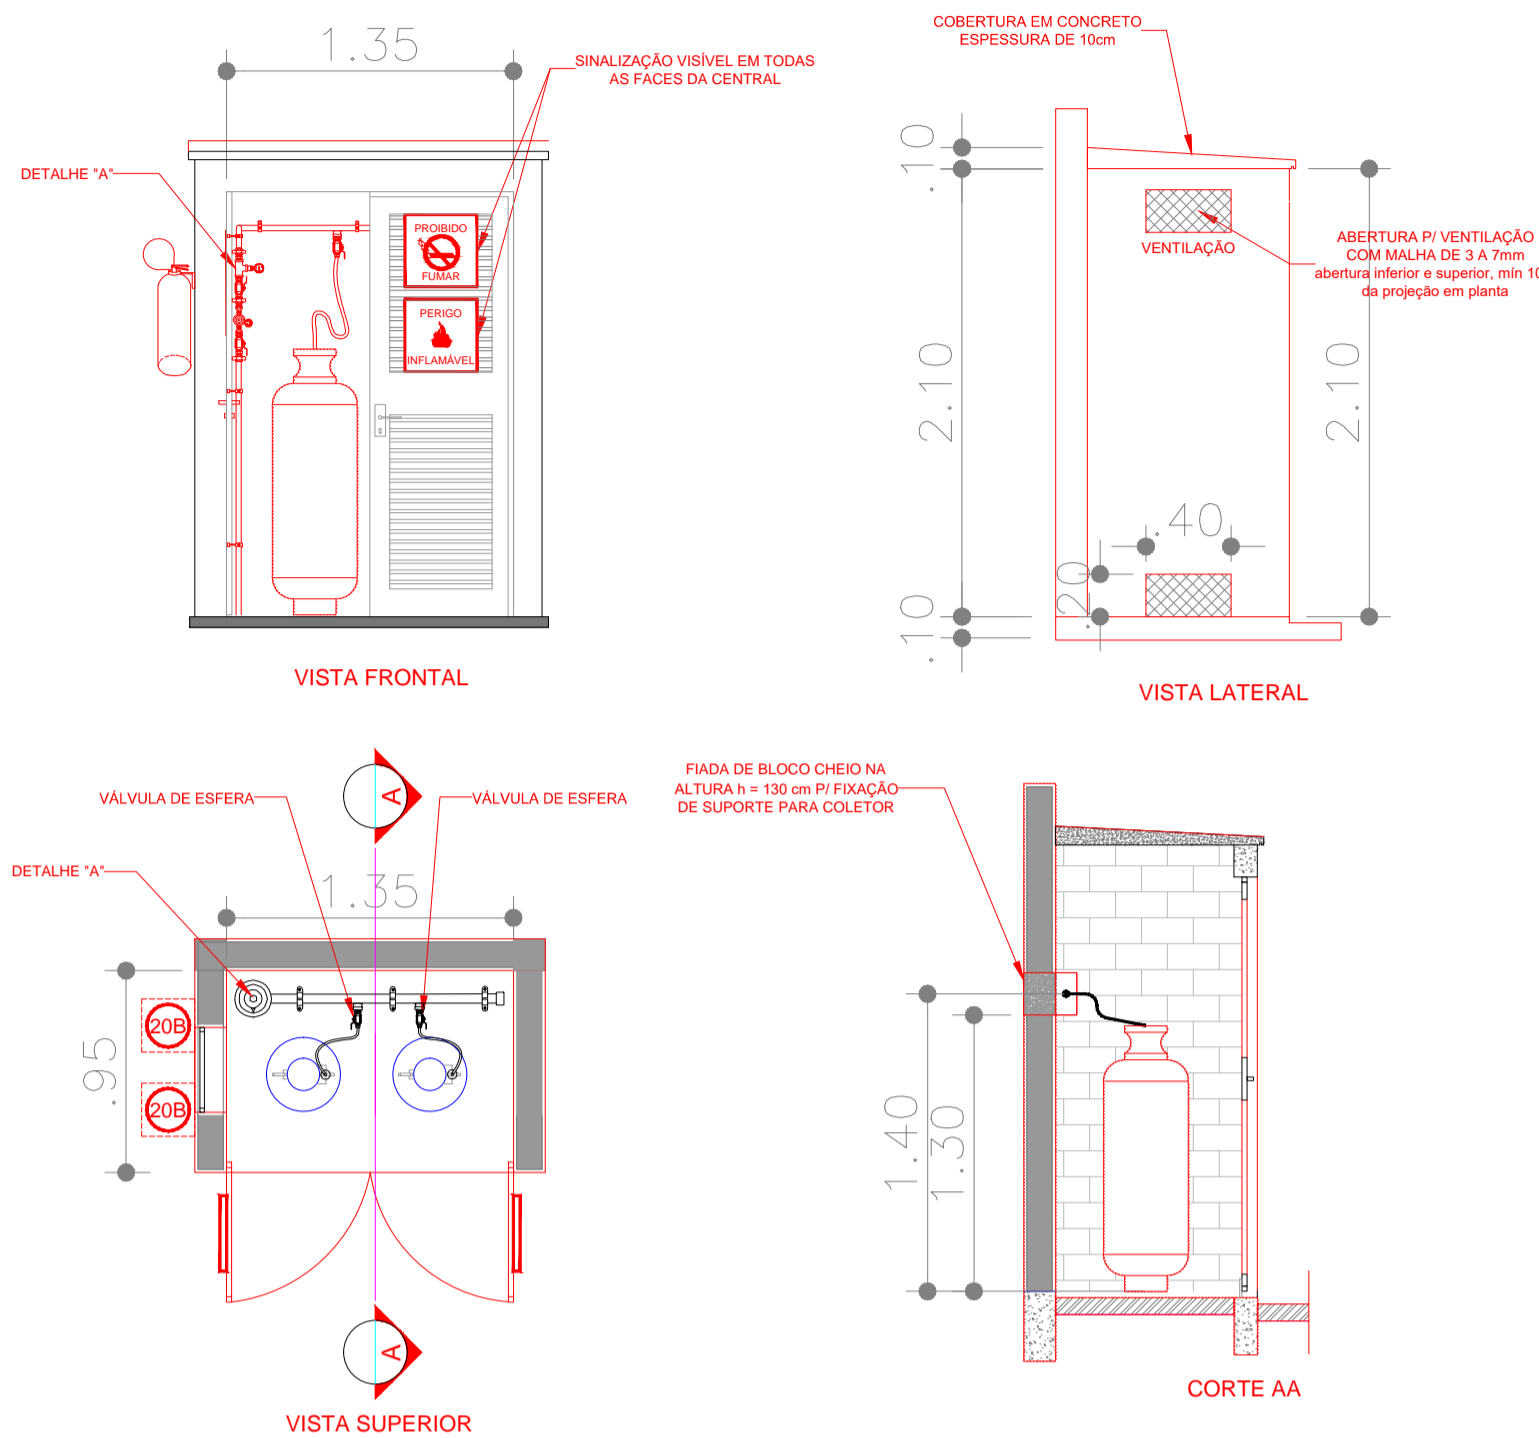 1.35
SINALIZAÇÃO VISÍVEL EM TODAS
AS FACES DA CENTRAL
DETALHE "A"
PROIBIDO
FUMAR
PERIGO
INFLAMÁVEL
VISTA FRONTAL
COBERTURA EM CONCRETO
ESPESSURA DE 10cm
.10
VENTILAÇÃO
ABERTURA P/ VENTILAÇÃO
COM MALHA DE 3 A 7mm
abertura inferior e superior, mín 10
da projeção em planta
2.10
2.10
.40
.20
.10
VISTA LATERAL
A
VÁLVULA DE ESFERA
VÁLVULA DE ESFERA
DETALHE "A"
1.35
20B
.95
20B
A
VISTA SUPERIOR
FIADA DE BLOCO CHEIO NA
ALTURA h = 130 cm P/ FIXAÇÃO
DE SUPORTE PARA COLETOR
1.40
1.30
CORTE AA